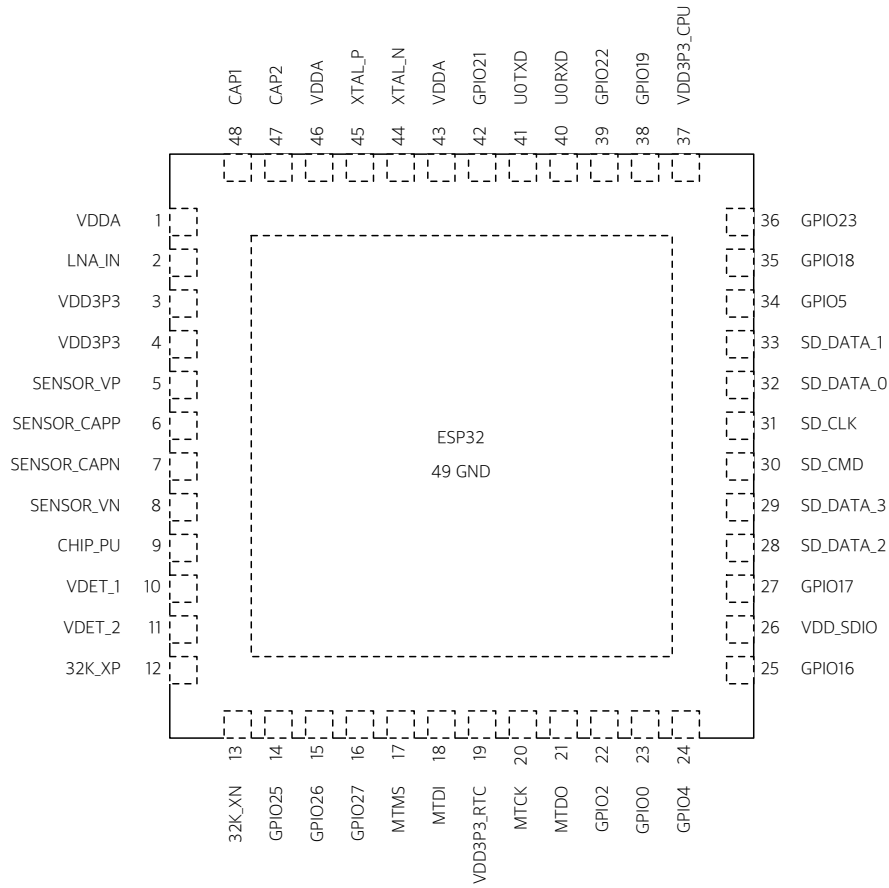 48 CAP1
47 CAP2
46 VDDA
45 XTAL_P
44 XTAL_N
43 VDDA
42 GPIO21
41 U0TXD
40 U0RXD
39 GPIO22
38 GPIO19
37 VDD3P3_CPU
VDDA 1
LNA_IN 2
VDD3P3 3
VDD3P3 4
SENSOR_VP 5
SENSOR_CAPP 6
SENSOR_CAPN 7
SENSOR_VN 8
CHIP_PU 9
VDET_1 10
VDET_2 11
32K_XP 12
ESP32
49 GND
36 GPIO23
35 GPIO18
34 GPIO5
33 SD_DATA_1
32 SD_DATA_0
31 SD_CLK
30 SD_CMD
29 SD_DATA_3
28 SD_DATA_2
27 GPIO17
26 VDD_SDIO
25 GPIO16
32K_XN 13
GPIO25 14
GPIO26 15
GPIO27 16
MTMS 17
MTDI 18
VDD3P3_RTC 19
MTCK 20
MTDO 21
GPIO2 22
GPIO0 23
GPIO4 24